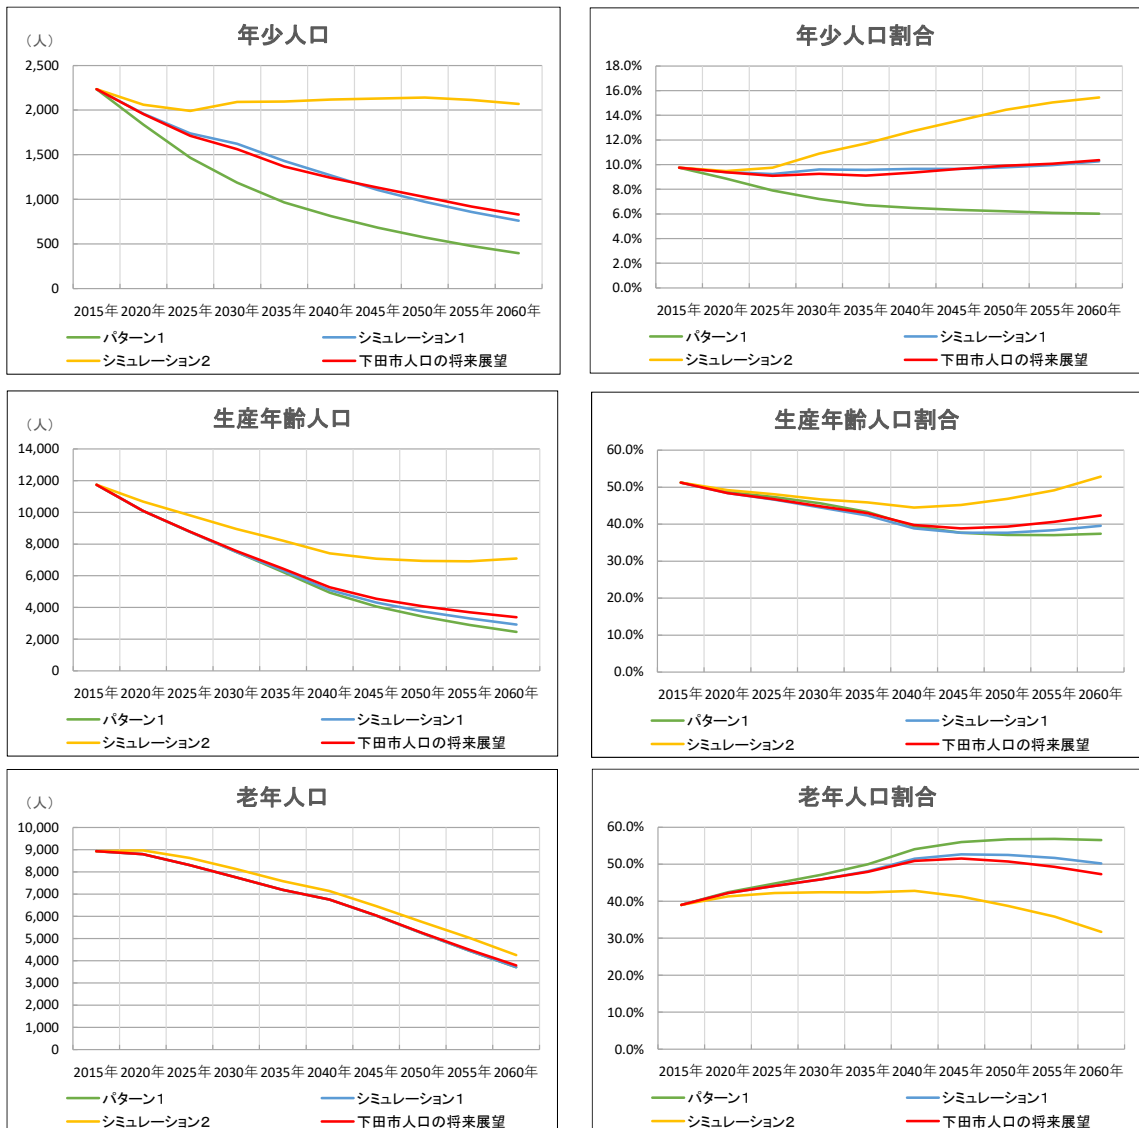 年少人口
（人）
2,500
2,000
1,500
1,000
500
0
2015年 2020年 2025年 2030年 2035年 2040年 2045年 2050年 2055年 2060年
パターン1 シミュレーション1
シミュレーション2 下田市人口の将来展望
年少人口割合
18.0%
16.0%
14.0%
12.0%
10.0%
8.0%
6.0%
4.0%
2.0%
0.0%
2015年 2020年 2025年 2030年 2035年 2040年 2045年 2050年 2055年 2060年
パターン1 シミュレーション1
シミュレーション2 下田市人口の将来展望
生産年齢人口
（人）
14,000
12,000
10,000
8,000
6,000
4,000
2,000
0
2015年 2020年 2025年 2030年 2035年 2040年 2045年 2050年 2055年 2060年
パターン1 シミュレーション1
シミュレーション2 下田市人口の将来展望
生産年齢人口割合
60.0%
50.0%
40.0%
30.0%
20.0%
10.0%
0.0%
2015年 2020年 2025年 2030年 2035年 2040年 2045年 2050年 2055年 2060年
パターン1 シミュレーション1
シミュレーション2 下田市人口の将来展望
老年人口
（人）
10,000
9,000
8,000
7,000
6,000
5,000
4,000
3,000
2,000
1,000
0
2015年 2020年 2025年 2030年 2035年 2040年 2045年 2050年 2055年 2060年
パターン1 シミュレーション1
シミュレーション2 下田市人口の将来展望
老年人口割合
60.0%
50.0%
40.0%
30.0%
20.0%
10.0%
0.0%
2015年 2020年 2025年 2030年 2035年 2040年 2045年 2050年 2055年 2060年
パターン1 シミュレーション1
シミュレーション2 下田市人口の将来展望